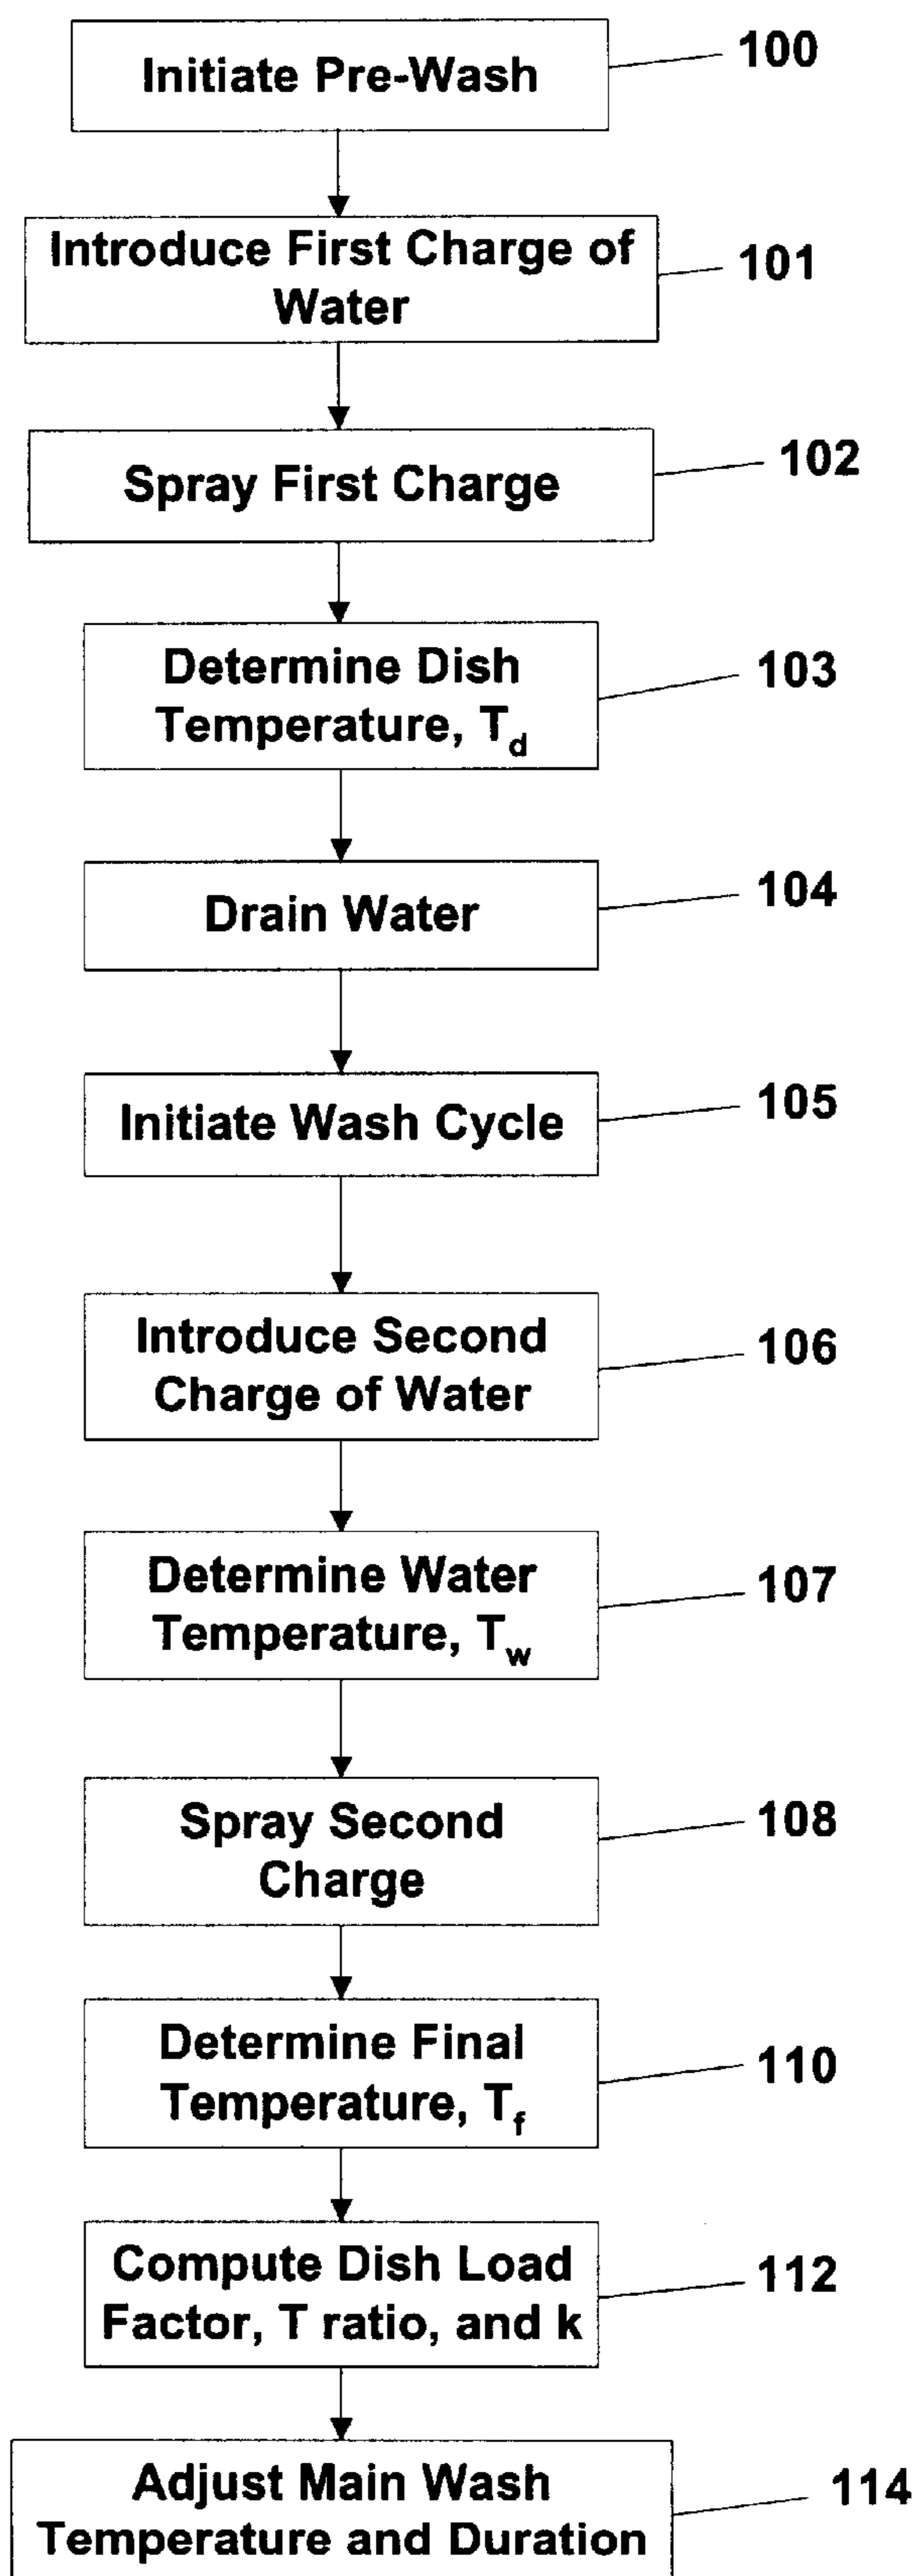 Initiate Pre-Wash
100
Introduce First Charge of
Water
101
Spray First Charge
102
Determine Dish
Temperature, T_d
103
Drain Water
104
Initiate Wash Cycle
105
Introduce Second
Charge of Water
106
Determine Water
Temperature, T_w
107
Spray Second
Charge
108
Determine Final
Temperature, T_f
110
Compute Dish Load
Factor, T ratio, and k
112
Adjust Main Wash
Temperature and Duration
114